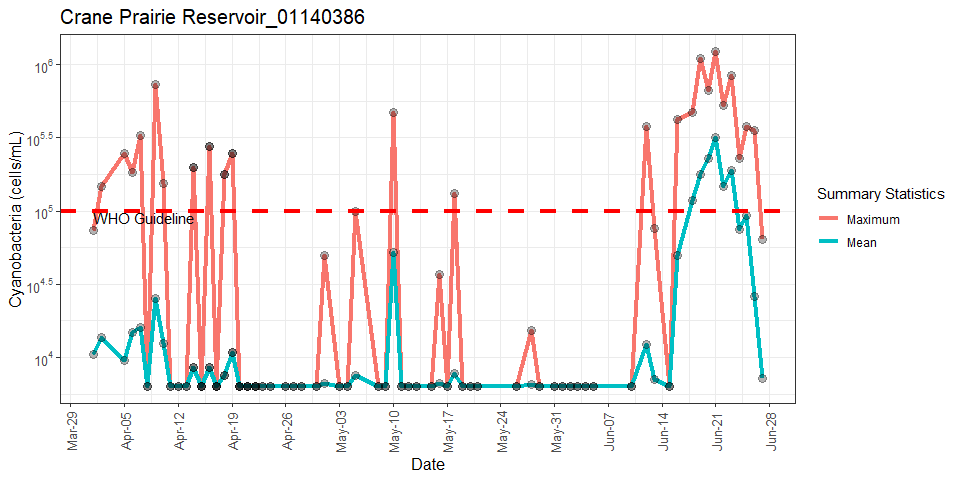 Crane Prairie Reservoir_01140386
Cyanobacteria (cells/mL)
10^6
10^5.5
10^5
10^4.5
10^4
WHO Guideline
Mar-29 Apr-05 Apr-12 Apr-19 Apr-26 May-03 May-10 May-17 May-24 May-31 Jun-07 Jun-14 Jun-21 Jun-28
Date
Summary Statistics
Maximum
Mean